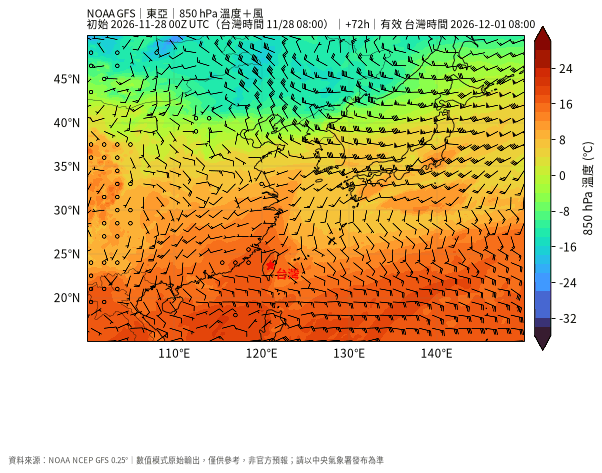 NOAA GFS｜東亞｜850 hPa 溫度＋風
初始 2026-11-28 00Z UTC（台灣時間 11/28 08:00）｜+72h｜有效 台灣時間 2026-12-01 08:00
45°N
40°N
35°N
30°N
25°N
20°N
110°E
120°E
130°E
140°E
台灣
24
16
8
0
-8
-16
-24
-32
850 hPa 溫度 (°C)
資料來源：NOAA NCEP GFS 0.25°｜數值模式原始輸出，僅供參考，非官方預報；請以中央氣象署發布為準